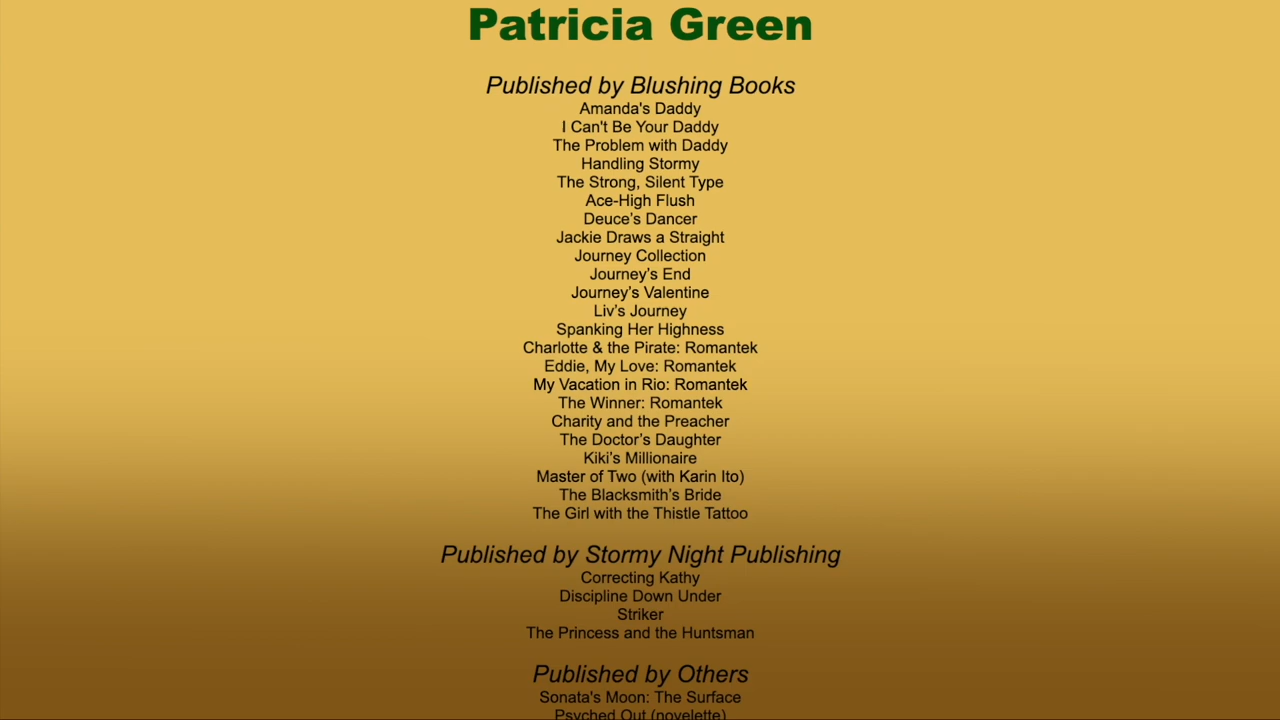 Patricia Green
Published by Blushing Books
Amanda's Daddy
I Can't Be Your Daddy
The Problem with Daddy
Handling Stormy
The Strong, Silent Type
Ace-High Flush
Deuce’s Dancer
Jackie Draws a Straight
Journey Collection
Journey’s End
Journey’s Valentine
Liv’s Journey
Spanking Her Highness
Charlotte & the Pirate: Romantek
Eddie, My Love: Romantek
My Vacation in Rio: Romantek
The Winner: Romantek
Charity and the Preacher
The Doctor’s Daughter
Kiki’s Millionaire
Master of Two (with Karin Ito)
The Blacksmith’s Bride
The Girl with the Thistle Tattoo
Published by Stormy Night Publishing
Correcting Kathy
Discipline Down Under
Striker
The Princess and the Huntsman
Published by Others
Sonata's Moon: The Surface
Psyched Out (novelette)